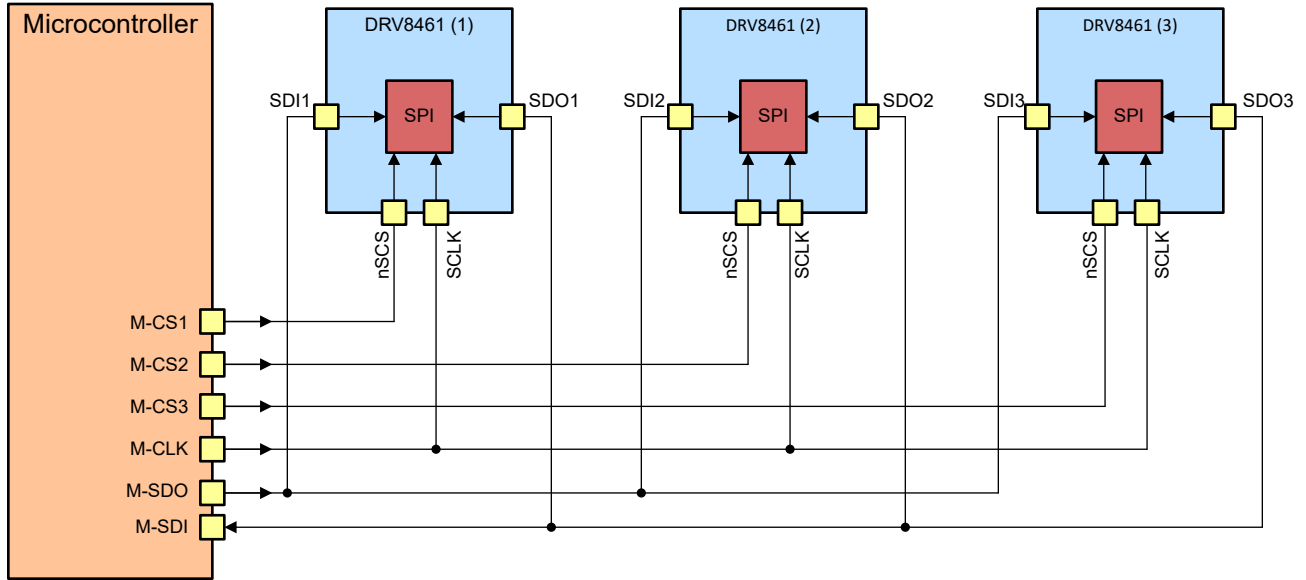 Microcontroller
DRV8461 (1)
DRV8461 (2)
DRV8461 (3)
SDI1
SPI
SDO1
SDI2
SPI
SDO2
SDI3
SPI
SDO3
nSCS
SCLK
nSCS
SCLK
nSCS
SCLK
M-CS1
M-CS2
M-CS3
M-CLK
M-SDO
M-SDI